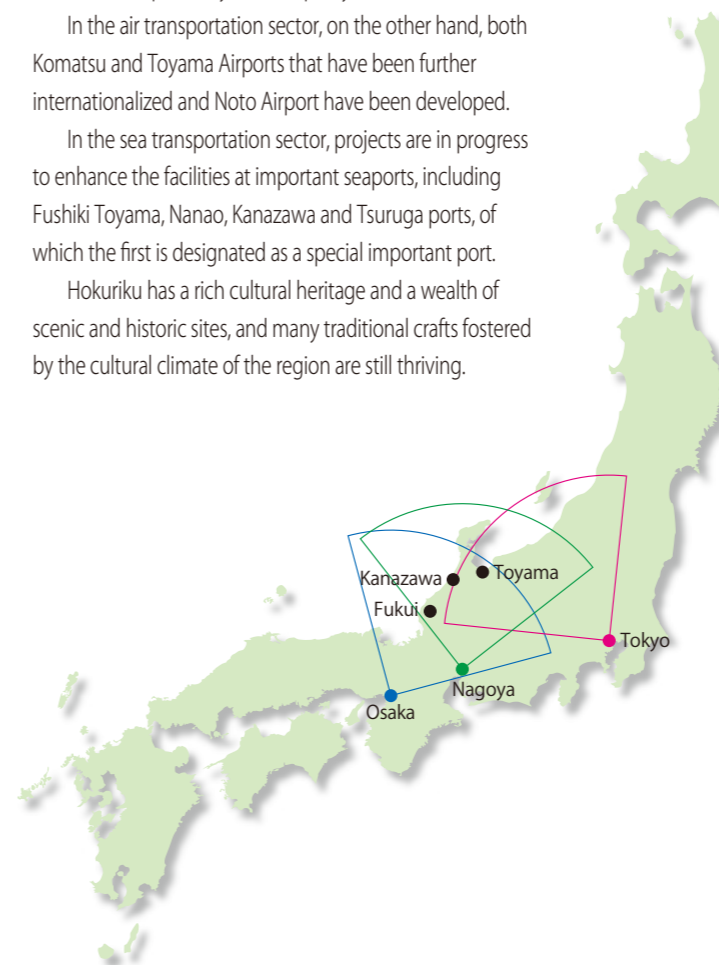 In the air transportation sector, on the other hand, both
Komatsu and Toyama Airports that have been further
internationalized and Noto Airport have been developed.
In the sea transportation sector, projects are in progress
to enhance the facilities at important seaports, including
Fushiki Toyama, Nanao, Kanazawa and Tsuruga ports, of
which the first is designated as a special important port.
Hokuriku has a rich cultural heritage and a wealth of
scenic and historic sites, and many traditional crafts fostered
by the cultural climate of the region are still thriving.
Kanazawa
Toyama
Fukui
Tokyo
Nagoya
Osaka